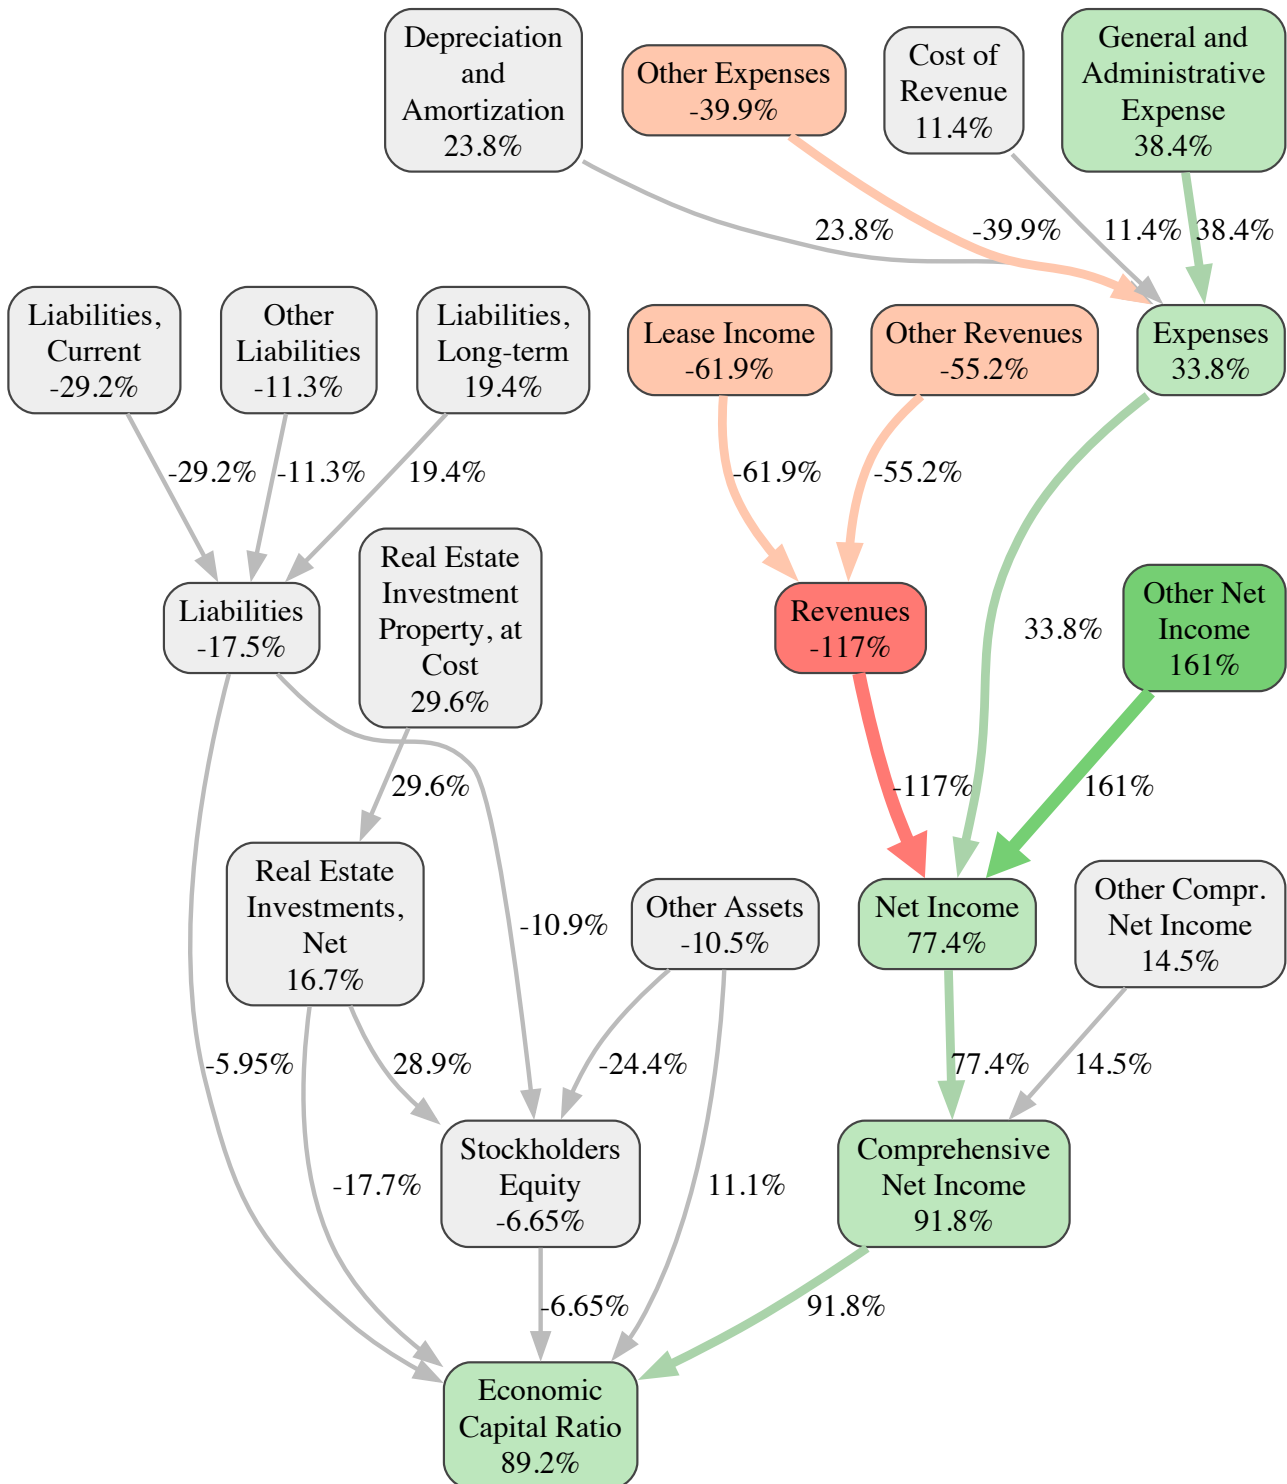 Depreciation
and
Amortization
23.8%
Other Expenses
-39.9%
Cost of
Revenue
11.4%
General and
Administrative
Expense
38.4%
23.8%
-39.9%
11.4%
38.4%
Liabilities,
Current
-29.2%
Other
Liabilities
-11.3%
Liabilities,
Long-term
19.4%
Lease Income
-61.9%
Other Revenues
-55.2%
Expenses
33.8%
-29.2%
-11.3%
19.4%
-61.9%
-55.2%
Liabilities
-17.5%
Real Estate
Investment
Property, at
Cost
29.6%
Revenues
-117%
33.8%
Other Net
Income
161%
29.6%
-117%
161%
Real Estate
Investments,
Net
16.7%
-10.9%
Other Assets
-10.5%
Net Income
77.4%
Other Compr.
Net Income
14.5%
-5.95%
28.9%
-24.4%
77.4%
14.5%
-17.7%
Stockholders
Equity
-6.65%
11.1%
Comprehensive
Net Income
91.8%
-6.65%
91.8%
Economic
Capital Ratio
89.2%